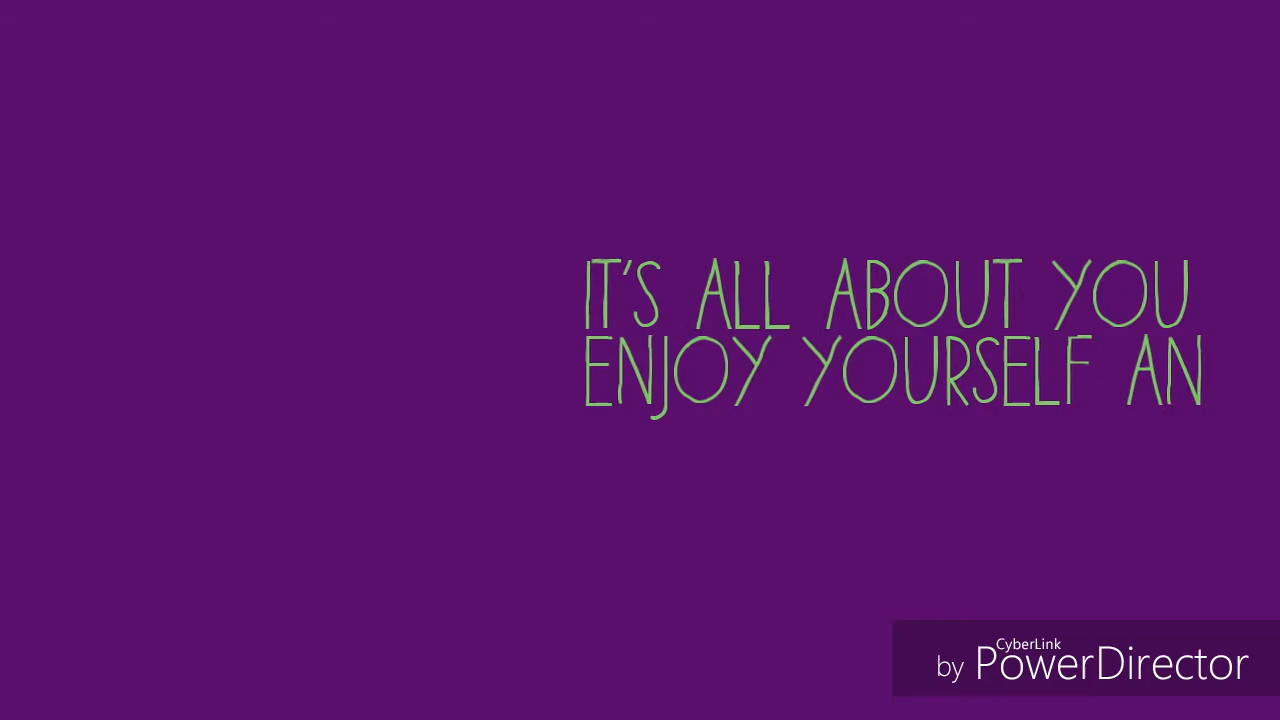 IT'S ALL ABOUT YOU
ENJOY YOURSELF AN
CyberLink
by PowerDirector